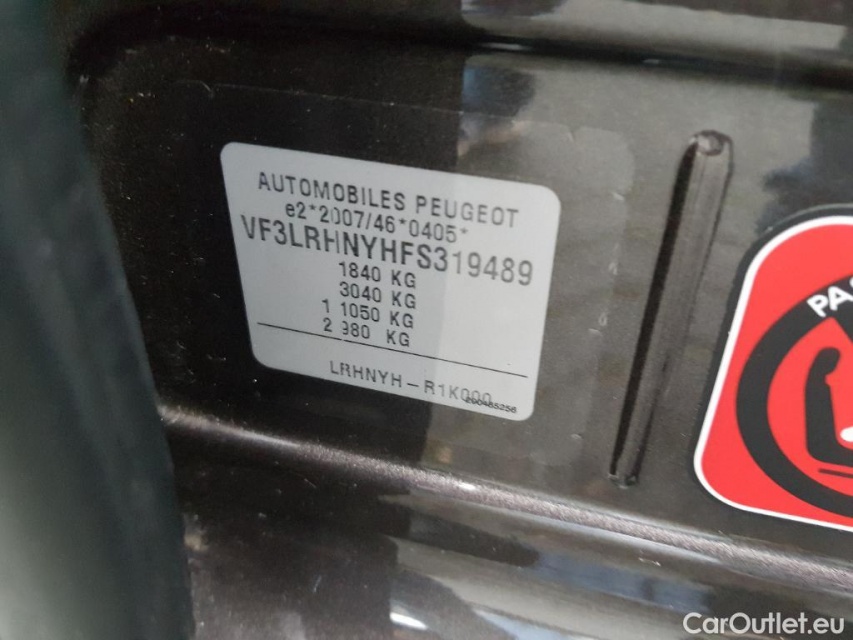 AUTOMOBILES PEUGEOT
e2*2007/46*0405*
VF3LRHNYHFS319489
1840 KG
3040 KG
1 1050 KG
2 980 KG
LRHNYH-R1K000
PA
CarOutlet.eu